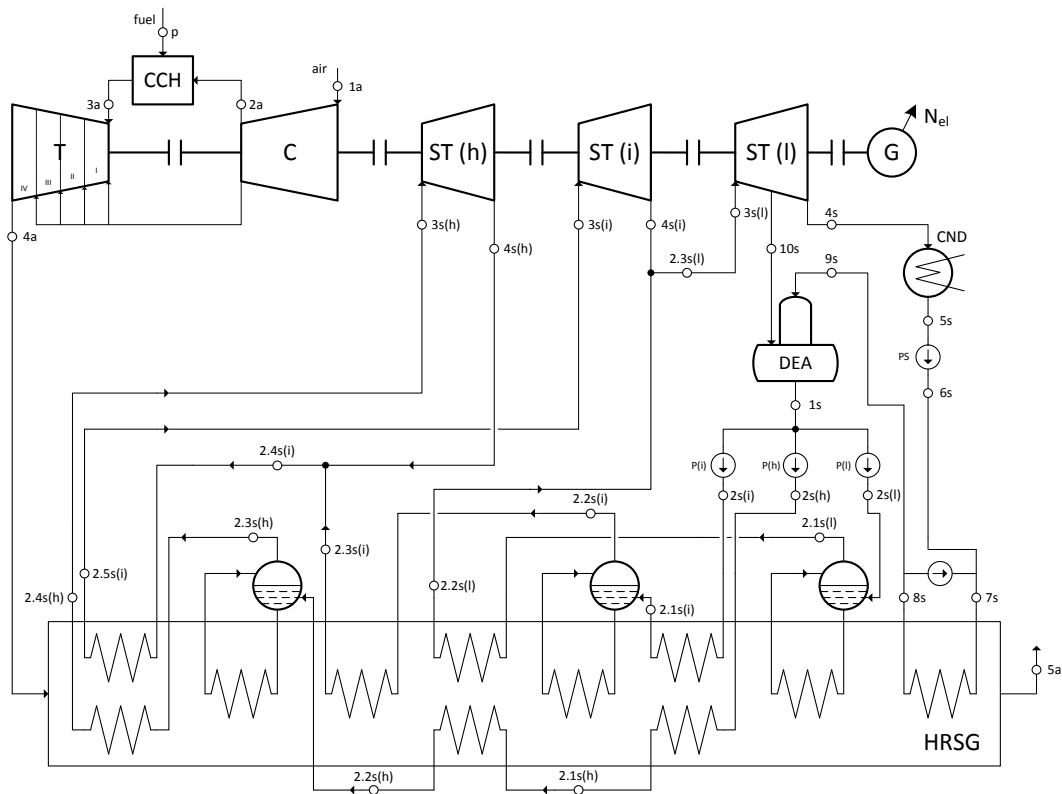 fuel
p
CCH
air
1a
3a
2a
N_el
T
C
ST (h)
ST (i)
ST (l)
G
IV
III
II
I
4a
3s(h)
3s(i)
4s(i)
3s(l)
4s
4s(h)
10s
CND
2.3s(l)
9s
5s
PS
DEA
6s
1s
2.4s(i)
P(i)
P(h)
P(l)
2s(i)
2s(h)
2s(l)
2.3s(h)
2.2s(i)
2.1s(l)
2.3s(i)
2.5s(i)
2.2s(l)
2.4s(h)
2.1s(i)
8s
7s
5a
HRSG
2.2s(h)
2.1s(h)